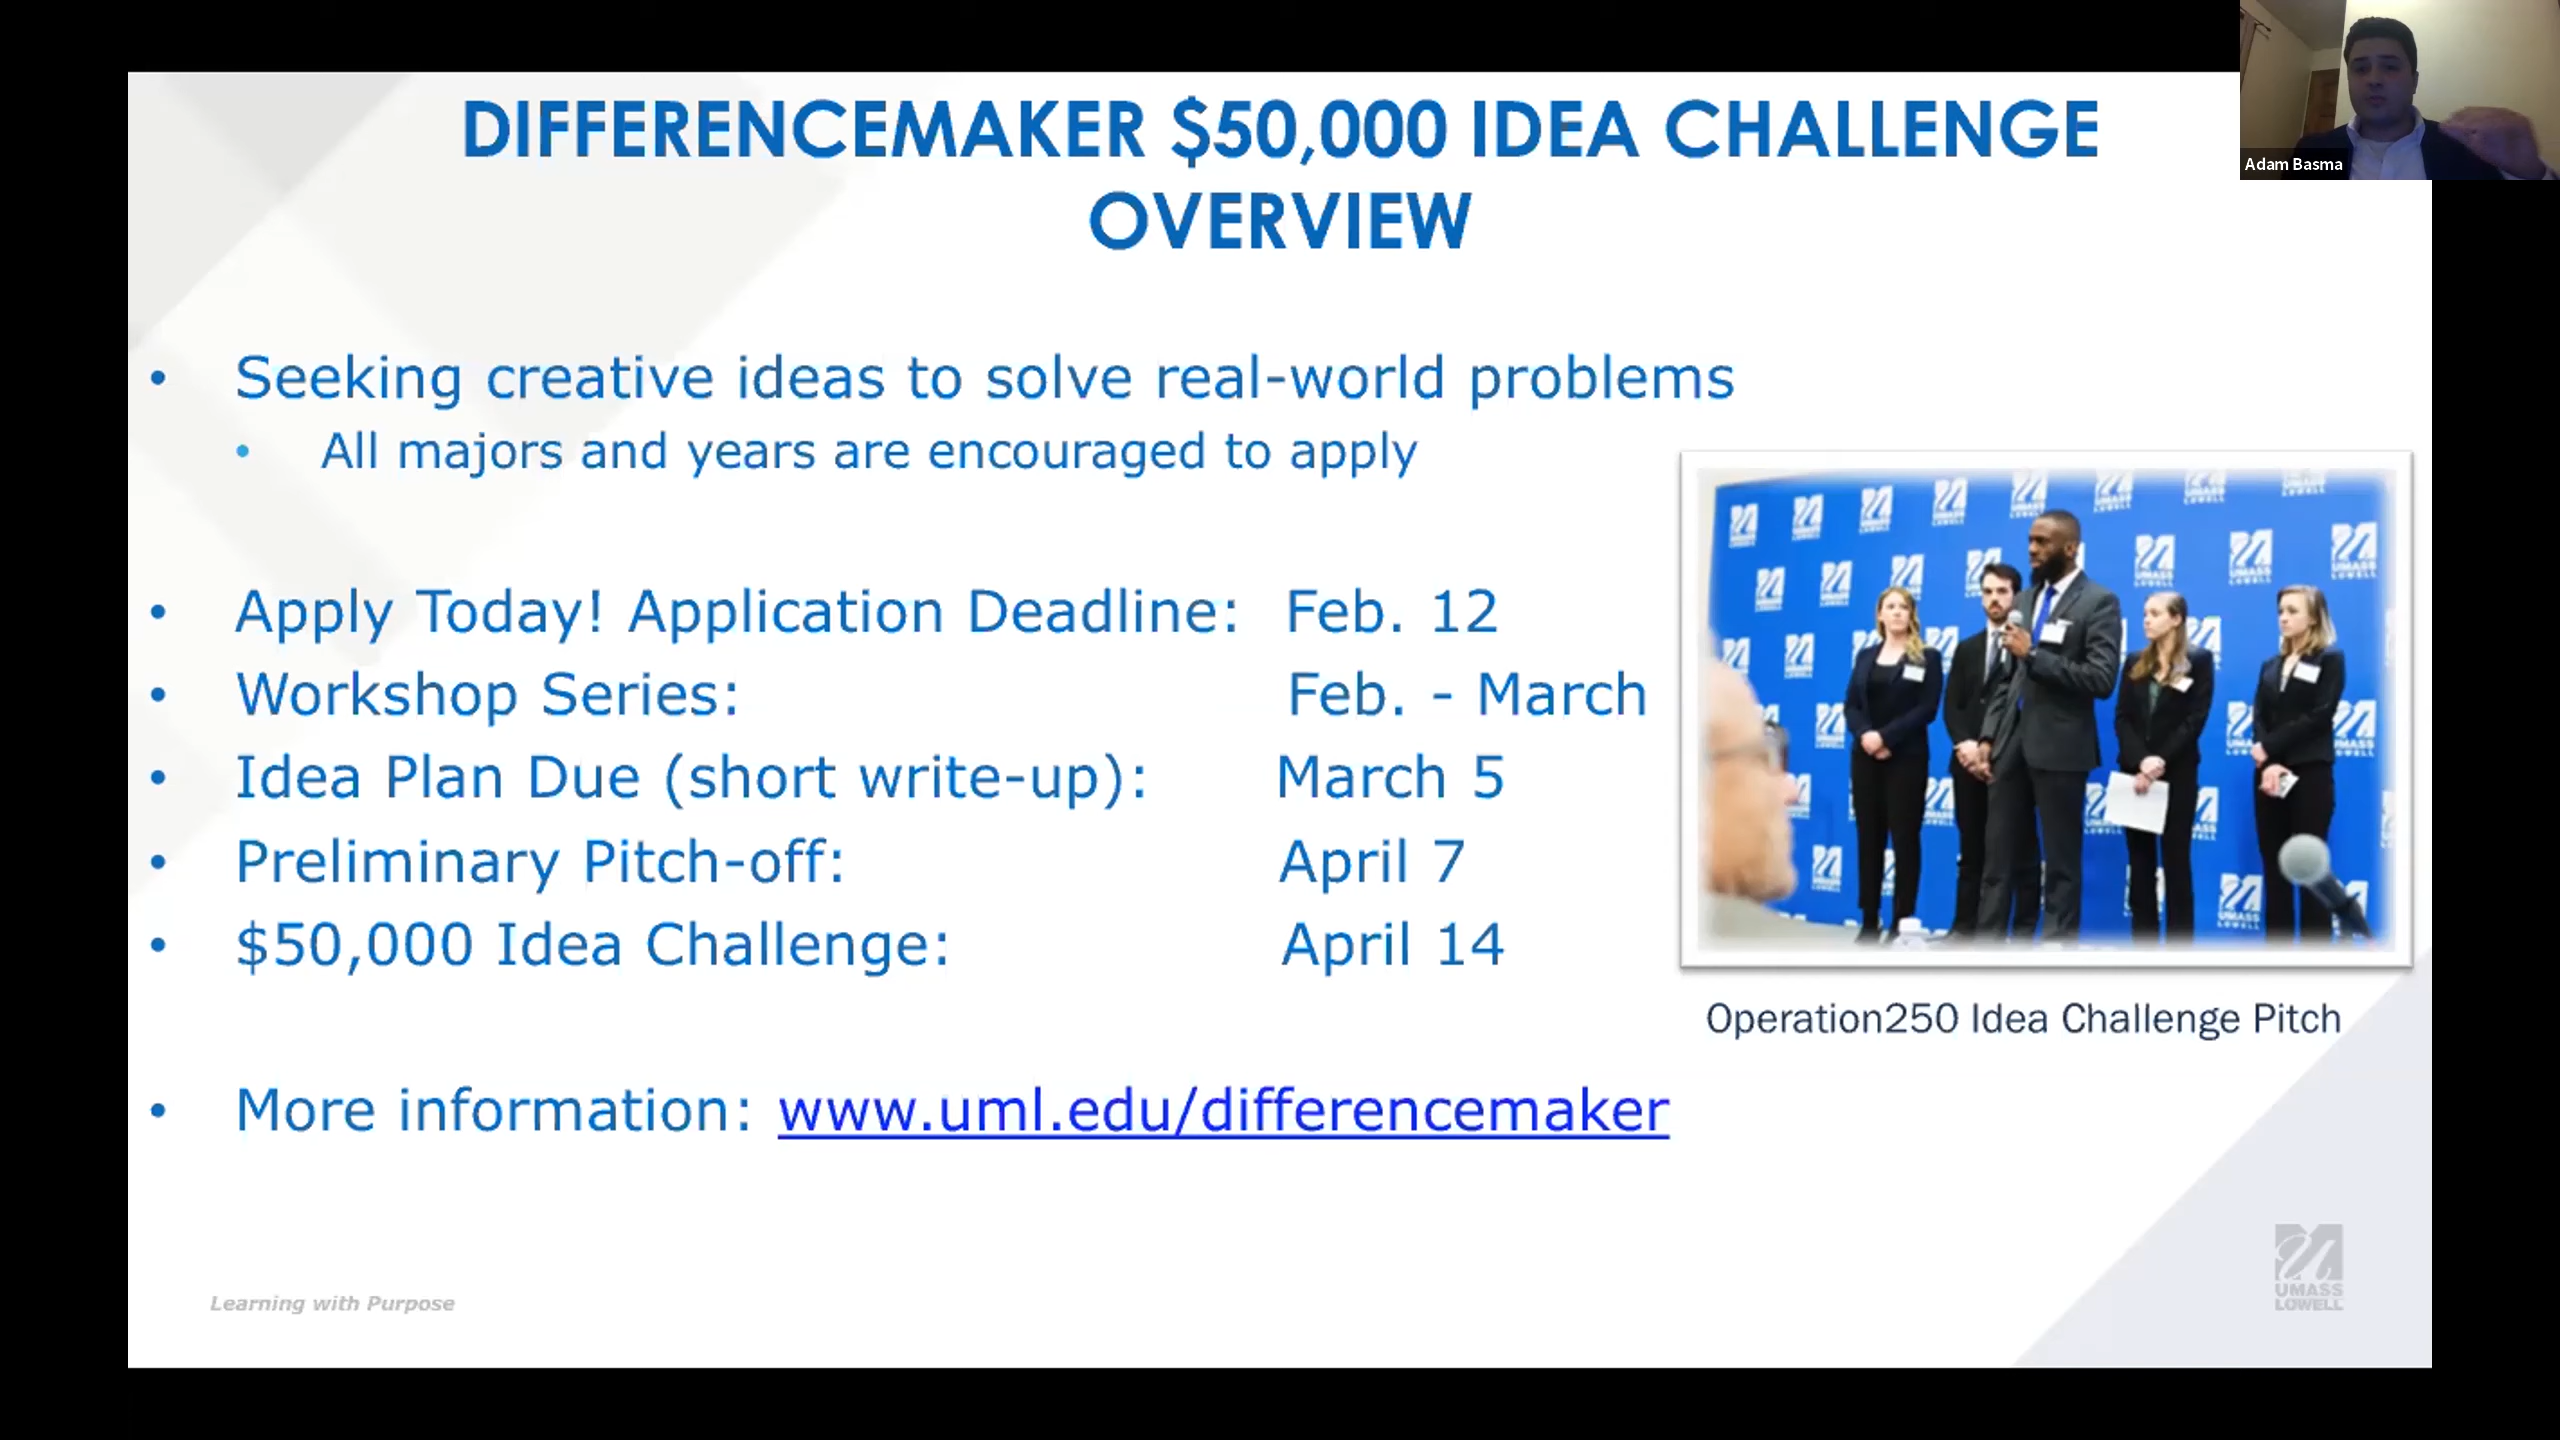 DIFFERENCEMAKER $50,000 IDEA CHALLENGE
OVERVIEW
Adam Basma
• Seeking creative ideas to solve real-world problems
• All majors and years are encouraged to apply
• Apply Today! Application Deadline: Feb. 12
• Workshop Series: Feb. - March
• Idea Plan Due (short write-up): March 5
• Preliminary Pitch-off: April 7
• $50,000 Idea Challenge: April 14
UMASS
LOWELL
Operation250 Idea Challenge Pitch
• More information: www.uml.edu/differencemaker
Learning with Purpose
UMASS
LOWELL